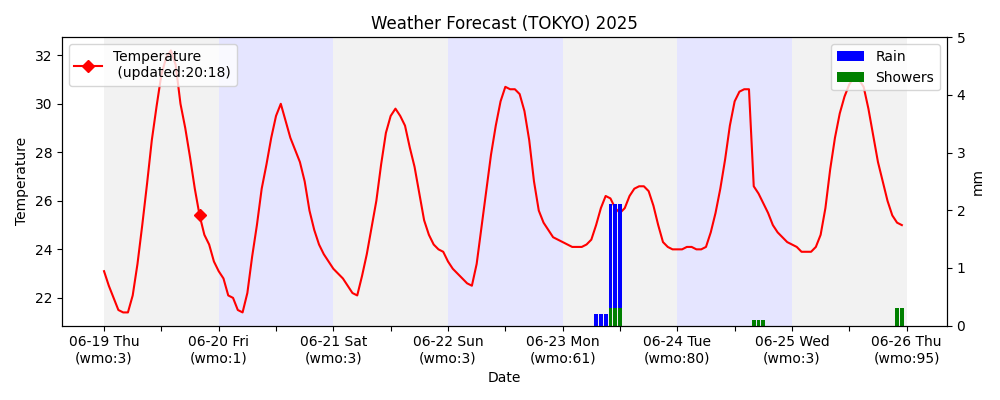 Weather Forecast (TOKYO) 2025
Temperature
(updated:20:18)
Rain
Showers
Temperature
32
30
28
26
24
22
5
4
3
2
1
0
mm
06-19 Thu
(wmo:3)
06-20 Fri
(wmo:1)
06-21 Sat
(wmo:3)
06-22 Sun
(wmo:3)
06-23 Mon
(wmo:61)
06-24 Tue
(wmo:80)
06-25 Wed
(wmo:3)
06-26 Thu
(wmo:95)
Date